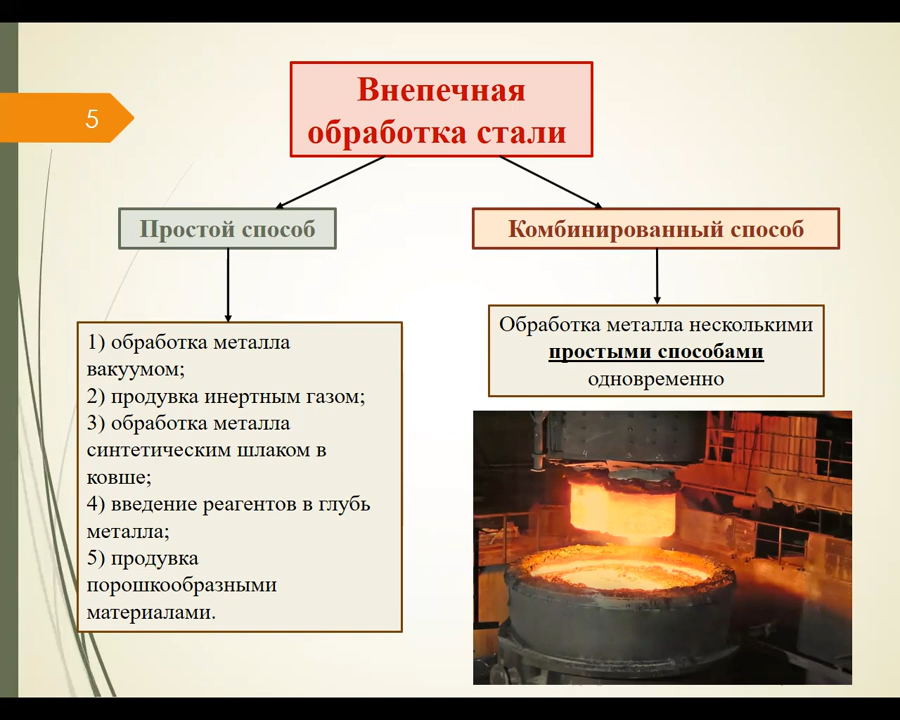 5
Внепечная
обработка стали
Простой способ
Комбинированный способ
1) обработка металла
вакуумом;
2) продувка инертным газом;
3) обработка металла
синтетическим шлаком в
ковше;
4) введение реагентов в глубь
металла;
5) продувка
порошкообразными
материалами.
Обработка металла несколькими
простыми способами
одновременно